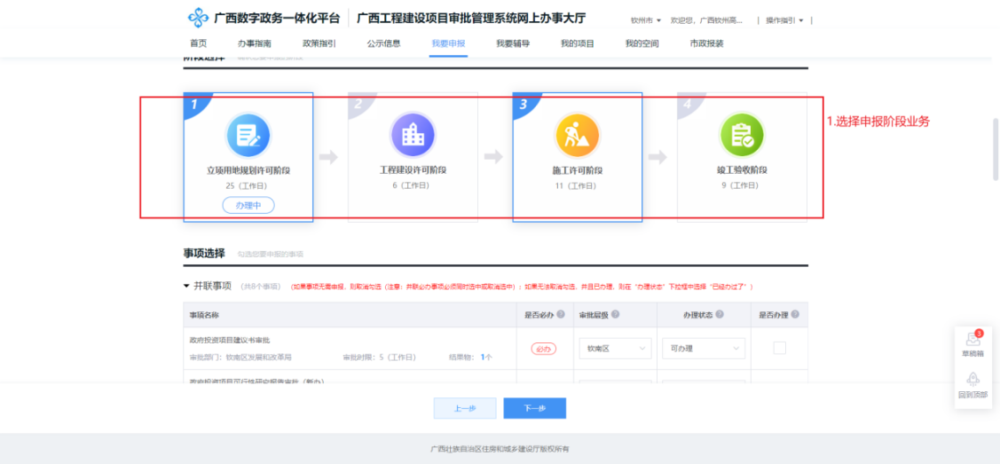 广西数字政务一体化平台 | 广西工程建设项目审批管理系统网上办事大厅 钦州市 欢迎您，广西钦州高... | 操作指引 |
首页 办事指南 政策指引 公示信息 我要申报 我要辅导 我的项目 我的空间 市政报装
阶段选择
1 2 3 4
1.选择申报阶段业务
立项用地规划许可阶段 工程建设许可阶段 施工许可阶段 竣工验收阶段
25（工作日） 6（工作日） 11（工作日） 9（工作日）
办理中
事项选择 勾选您要申报的事项
并联事项 （共8个事项） （如果事项无需申报，则取消勾选（注意：并联必办事项必须同时选中或取消选中）；如果无法取消勾选，并且已办理，则在“办理状态”下拉框中选择“已经办过了”）
事项名称 是否必办 审批层级 办理状态 是否办理
政府投资项目建议书审批
必办 钦南区 可办理
审批部门：钦南区发展和改革局 审批时限：5（工作日） 结果物：1个
政府投资项目可行性研究报告审批（新办）
3
草稿箱
回到顶部
上一步 下一步
广西壮族自治区住房和城乡建设厅版权所有